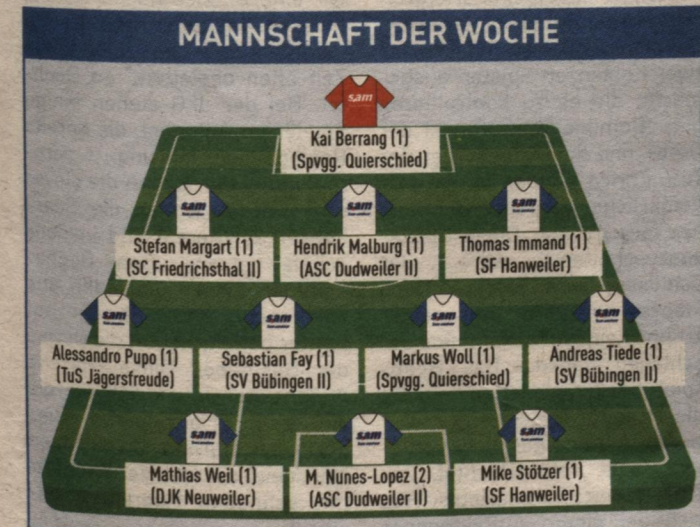 MANNSCHAFT DER WOCHE
sam
Kai Berrang (1)
(Spvgg. Quierschied)
sam
sam
sam
Stefan Margart (1)
(SC Friedrichsthal II)
Hendrik Malburg (1)
(ASC Dudweiler II)
Thomas Immand (1)
(SF Hanweiler)
sam
sam
sam
sam
Alessandro Pupo (1)
(TuS Jägersfreude)
Sebastian Fay (1)
(SV Bübingen II)
Markus Woll (1)
(Spvgg. Quierschied)
Andreas Tiede (1)
(SV Bübingen II)
sam
sam
sam
Mathias Weil (1)
(DJK Neuweiler)
M. Nunes-Lopez (2)
(ASC Dudweiler II)
Mike Stötzer (1)
(SF Hanweiler)